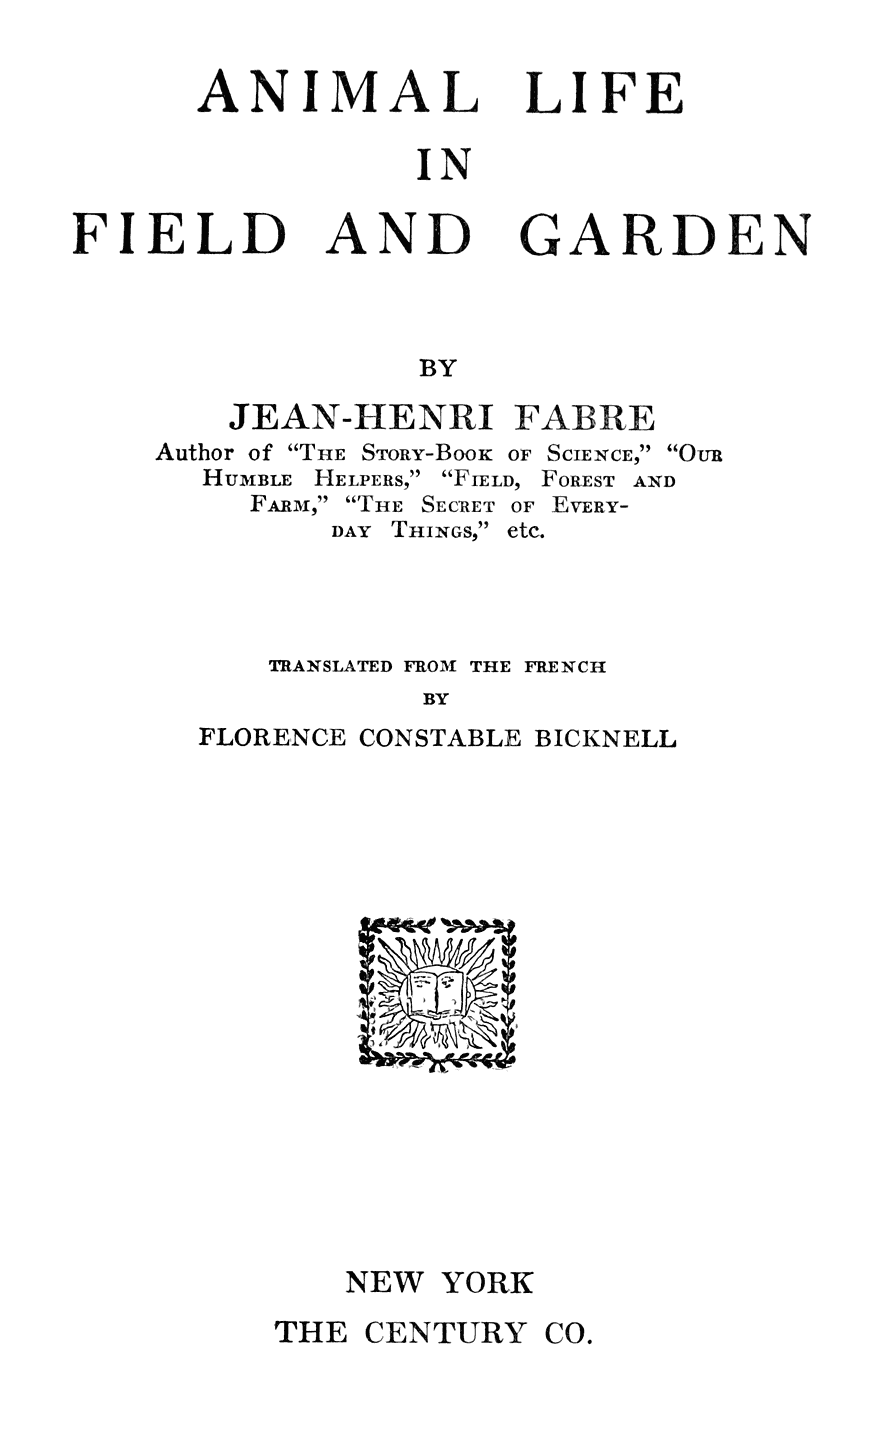 ANIMAL LIFE
IN
FIELD AND GARDEN
BY
JEAN-HENRI FABRE
Author of “THE STORY-BOOK OF SCIENCE,” “OUR
HUMBLE HELPERS,” “FIELD, FOREST AND
FARM,” “THE SECRET OF EVERY-
DAY THINGS,” etc.
TRANSLATED FROM THE FRENCH
BY
FLORENCE CONSTABLE BICKNELL
NEW YORK
THE CENTURY CO.